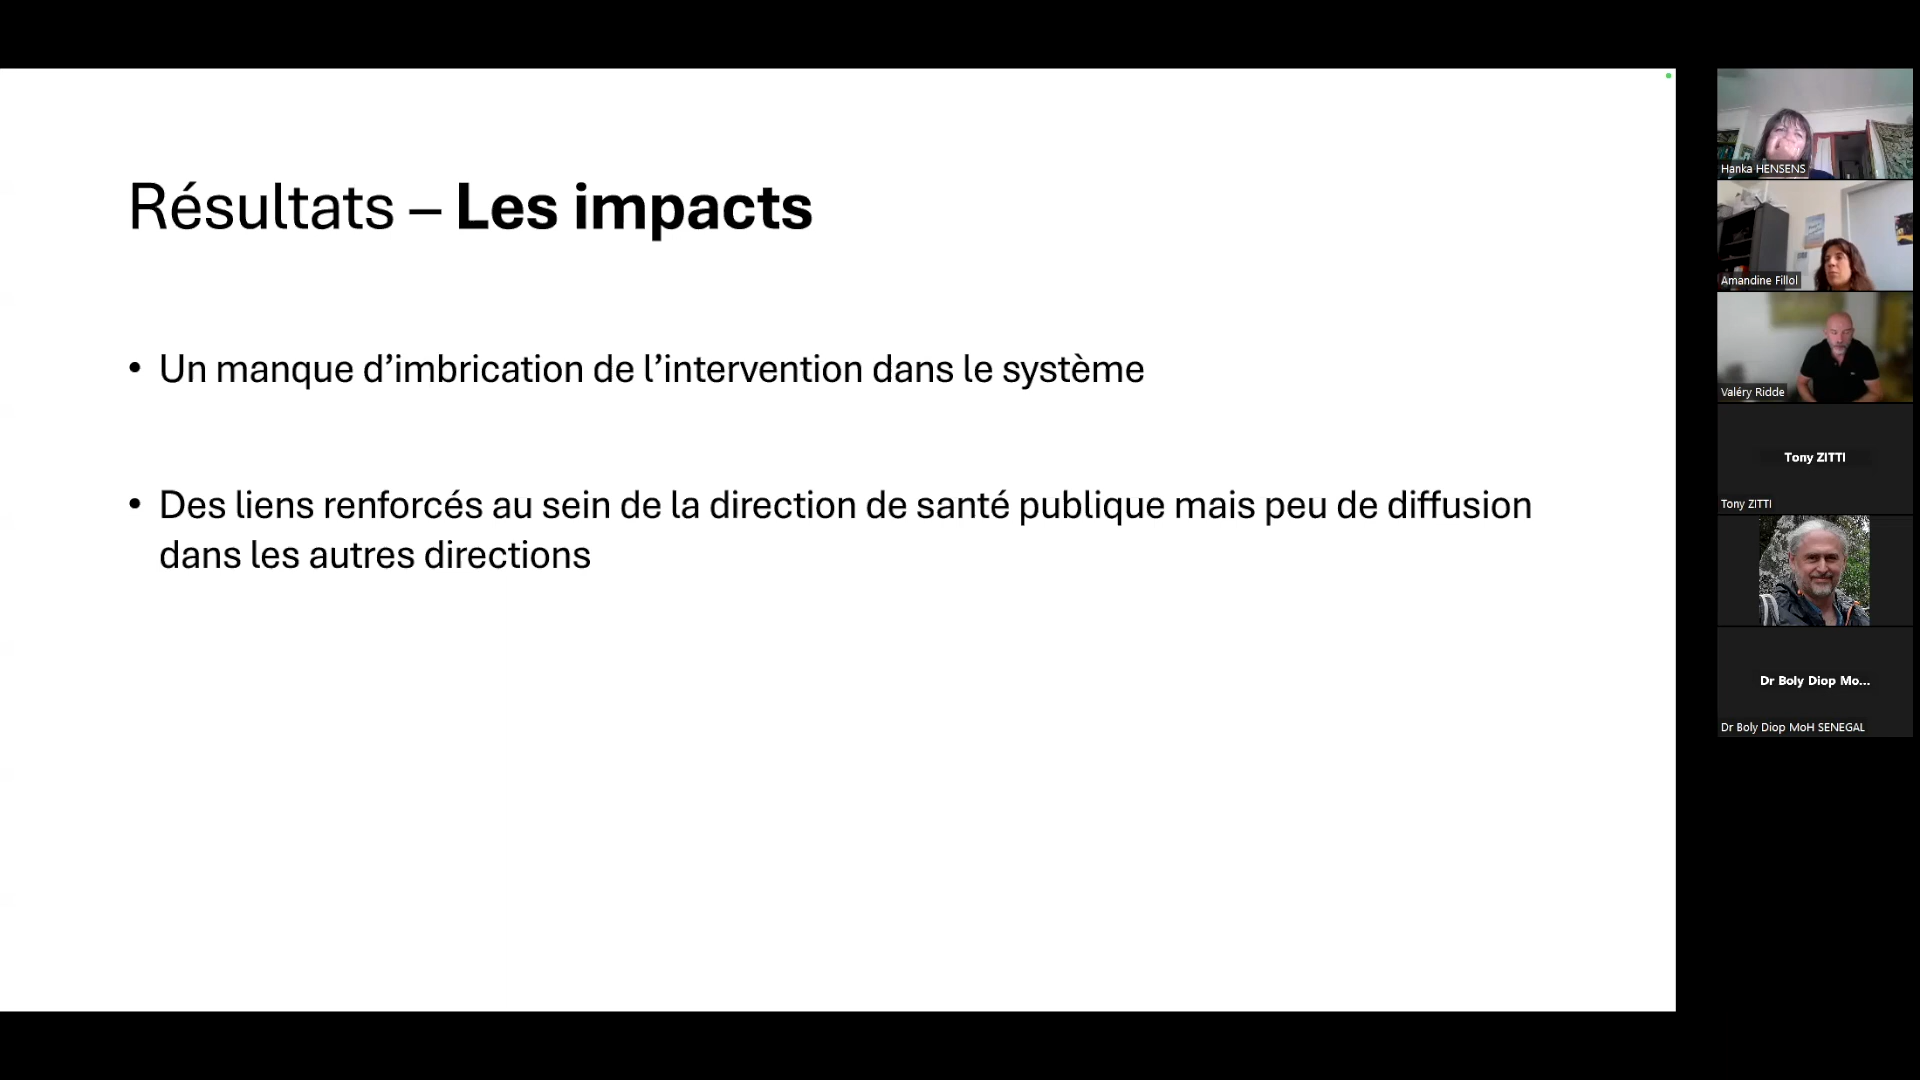 Résultats – Les impacts
• Un manque d’imbrication de l’intervention dans le système
• Des liens renforcés au sein de la direction de santé publique mais peu de diffusion
dans les autres directions
Hanka HENSENS
Amandine Fillol
Valéry Ridde
Tony ZITTI
Tony ZITTI
Dr Boly Diop Mo...
Dr Boly Diop MoH SENEGAL